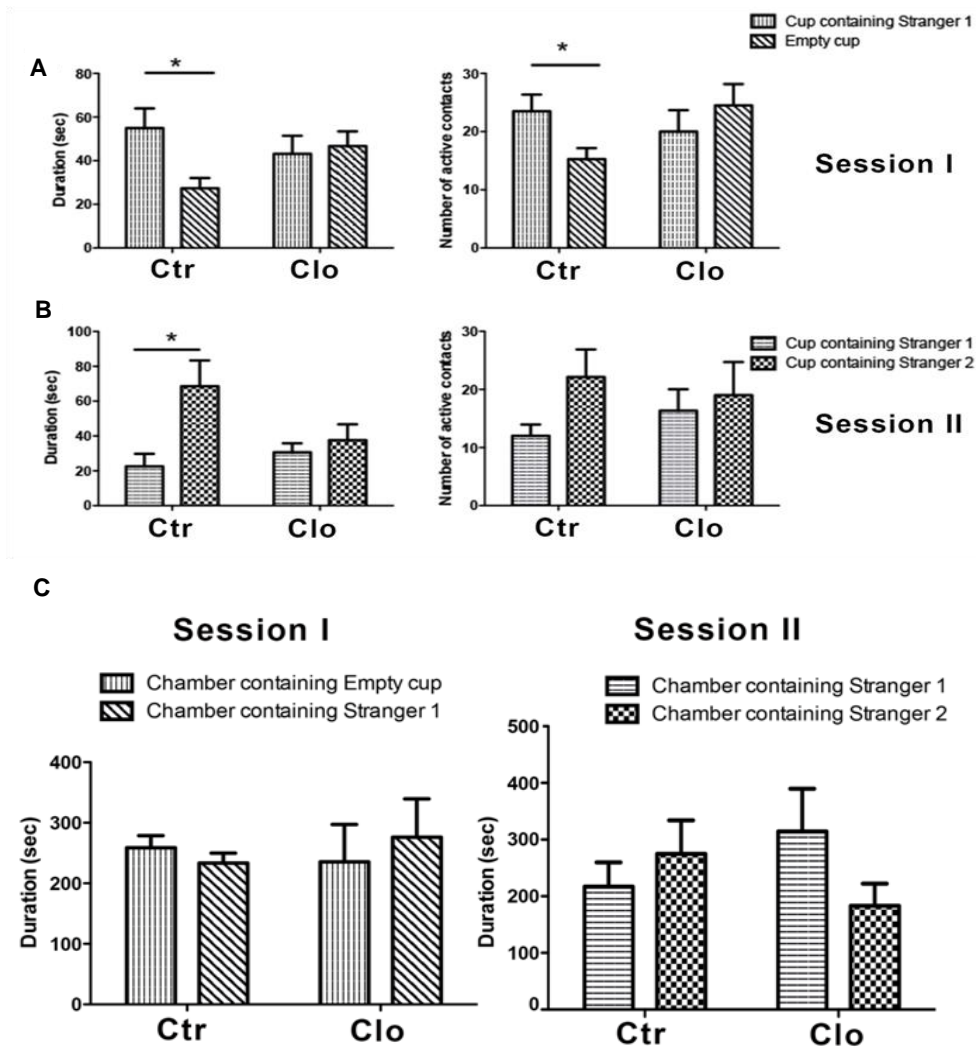 Cup containing Stranger 1
Empty cup
A
*
*
80
60
40
20
0
Duration (sec)
Ctr
Clo
30
20
10
0
Number of active contacts
Ctr
Clo
Session I
B
*
100
80
60
40
20
0
Duration (sec)
Ctr
Clo
30
20
10
0
Number of active contacts
Ctr
Clo
Cup containing Stranger 1
Cup containing Stranger 2
Session II
C
Session I
Chamber containing Empty cup
Chamber containing Stranger 1
400
300
200
100
0
Duration (sec)
Ctr
Clo
Session II
Chamber containing Stranger 1
Chamber containing Stranger 2
500
400
300
200
100
0
Duration (sec)
Ctr
Clo